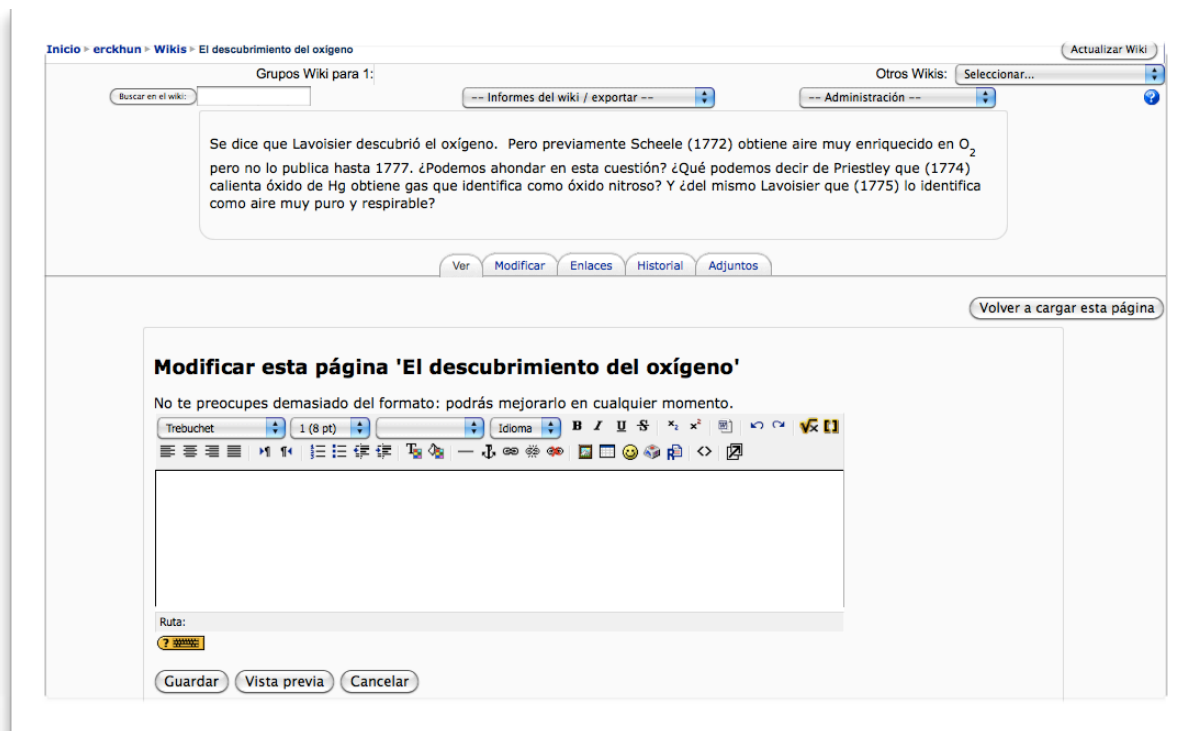 Inicio ► erckhun ► Wikis ► El descubrimiento del oxígeno
Actualizar Wiki
Grupos Wiki para 1:
Otros Wikis: Seleccionar...
Buscar en el wiki:
-- Informes del wiki / exportar --
-- Administración --
?
Se dice que Lavoisier descubrió el oxígeno. Pero previamente Scheele (1772) obtiene aire muy enriquecido en O2
pero no lo publica hasta 1777. ¿Podemos ahondar en esta cuestión? ¿Qué podemos decir de Priestley que (1774)
calienta óxido de Hg obtiene gas que identifica como óxido nitroso? Y ¿del mismo Lavoisier que (1775) lo identifica
como aire muy puro y respirable?
Ver Modificar Enlaces Historial Adjuntos
Volver a cargar esta página
Modificar esta página 'El descubrimiento del oxígeno'
No te preocupes demasiado del formato: podrás mejorarlo en cualquier momento.
Trebuchet 1 (8 pt) Idioma B I U S x2 x2
Ruta:
?
Guardar Vista previa Cancelar